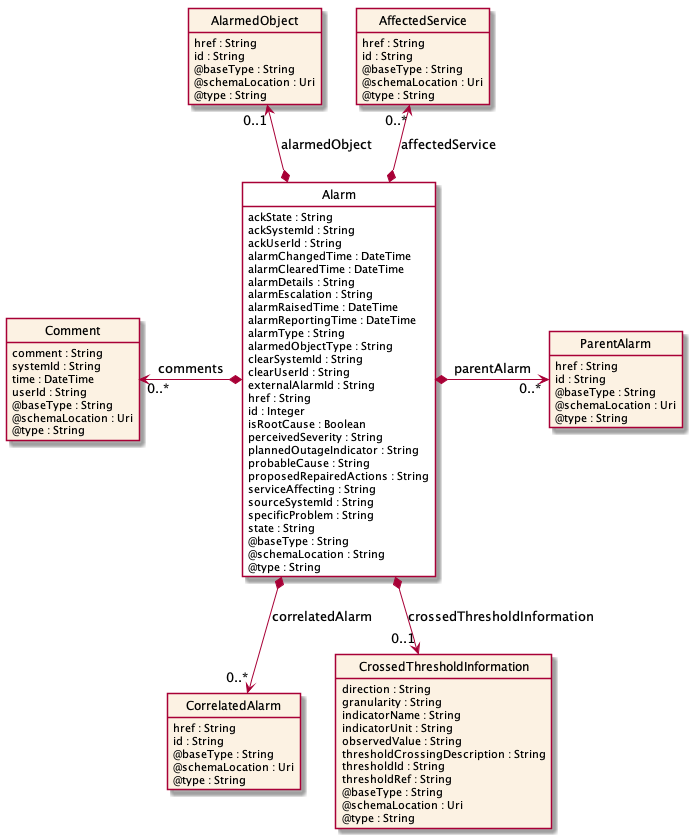 AlarmedObject
href : String
id : String
@baseType : String
@schemaLocation : Uri
@type : String
AffectedService
href : String
id : String
@baseType : String
@schemaLocation : Uri
@type : String
0..1
0..*
alarmedObject
affectedService
Alarm
ackState : String
ackSystemId : String
ackUserId : String
alarmChangedTime : DateTime
alarmClearedTime : DateTime
alarmDetails : String
alarmEscalation : String
alarmRaisedTime : DateTime
alarmReportingTime : DateTime
alarmType : String
alarmedObjectType : String
clearSystemId : String
clearUserId : String
externalAlarmId : String
href : String
id : Integer
isRootCause : Boolean
perceivedSeverity : String
plannedOutageIndicator : String
probableCause : String
proposedRepairedActions : String
serviceAffecting : String
sourceSystemId : String
specificProblem : String
state : String
@baseType : String
@schemaLocation : String
@type : String
Comment
comment : String
systemId : String
time : DateTime
userId : String
@baseType : String
@schemaLocation : Uri
@type : String
comments
0..*
parentAlarm
0..*
ParentAlarm
href : String
id : String
@baseType : String
@schemaLocation : Uri
@type : String
correlatedAlarm
0..*
crossedThresholdInformation
0..1
CorrelatedAlarm
href : String
id : String
@baseType : String
@schemaLocation : Uri
@type : String
CrossedThresholdInformation
direction : String
granularity : String
indicatorName : String
indicatorUnit : String
observedValue : String
thresholdCrossingDescription : String
thresholdId : String
thresholdRef : String
@baseType : String
@schemaLocation : Uri
@type : String